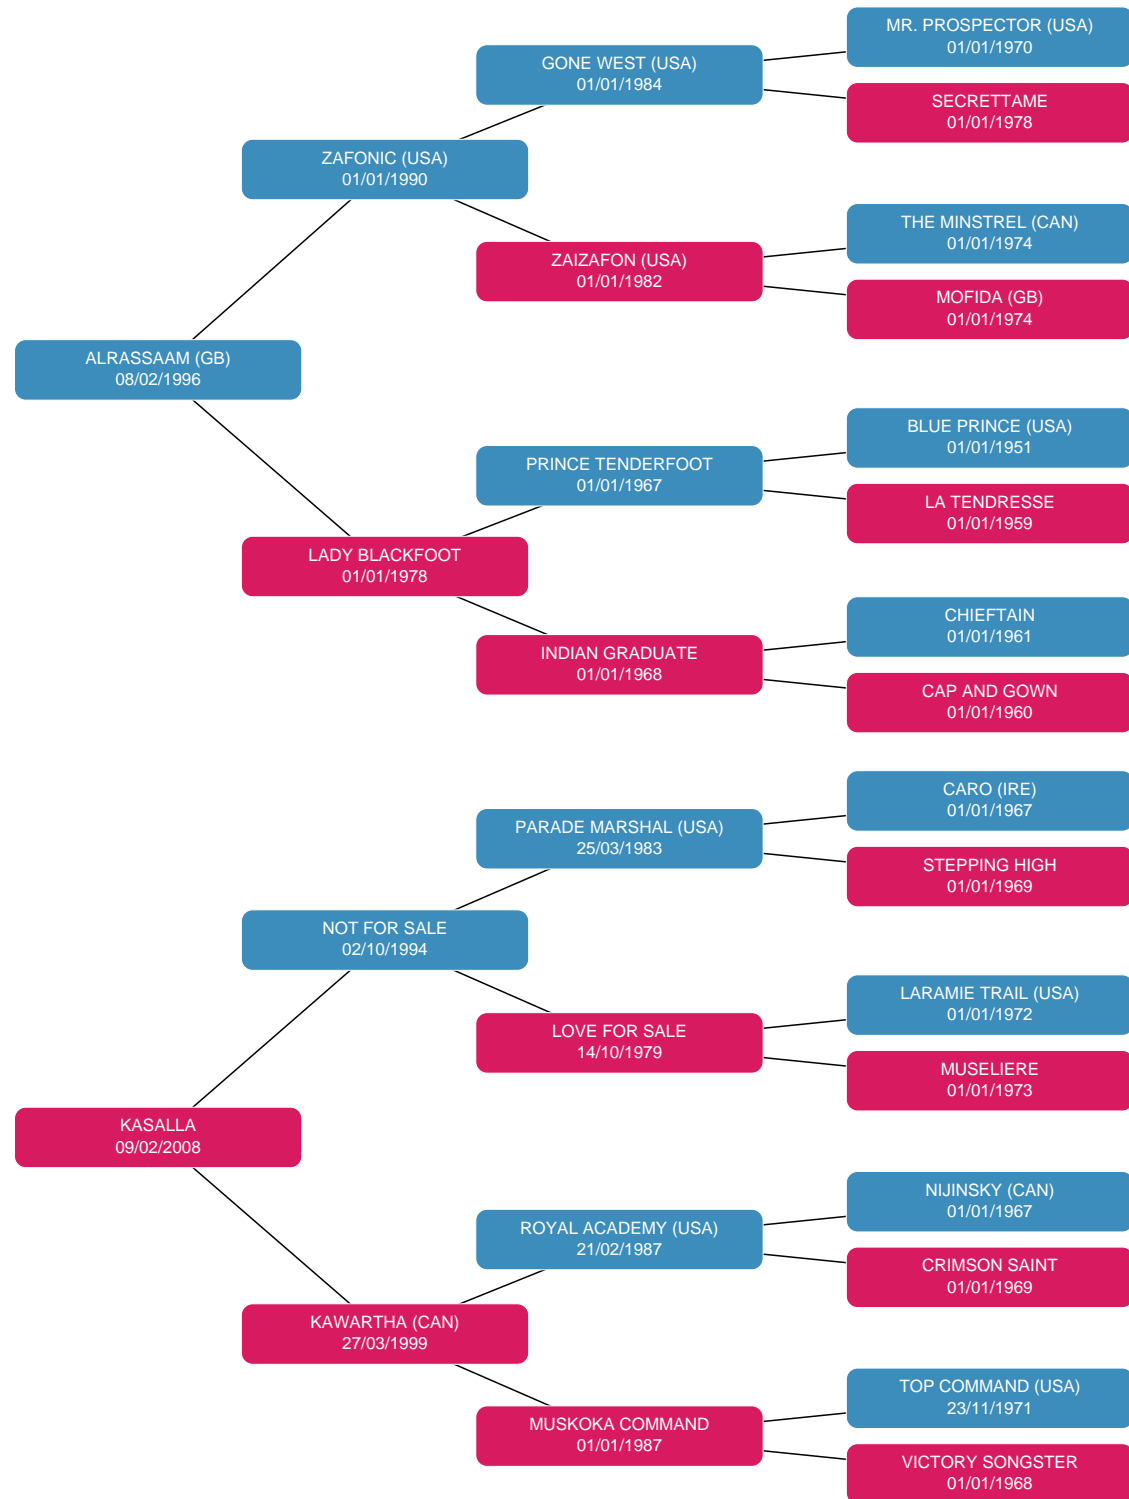 MR. PROSPECTOR (USA)
01/01/1970
GONE WEST (USA)
01/01/1984
SECRETTAME
01/01/1978
ZAFONIC (USA)
01/01/1990
THE MINSTREL (CAN)
01/01/1974
ZAIZAFON (USA)
01/01/1982
MOFIDA (GB)
01/01/1974
ALRASSAAM (GB)
08/02/1996
BLUE PRINCE (USA)
01/01/1951
PRINCE TENDERFOOT
01/01/1967
LA TENDRESSE
01/01/1959
LADY BLACKFOOT
01/01/1978
CHIEFTAIN
01/01/1961
INDIAN GRADUATE
01/01/1968
CAP AND GOWN
01/01/1960
CARO (IRE)
01/01/1967
PARADE MARSHAL (USA)
25/03/1983
STEPPING HIGH
01/01/1969
NOT FOR SALE
02/10/1994
LARAMIE TRAIL (USA)
01/01/1972
LOVE FOR SALE
14/10/1979
MUSELIERE
01/01/1973
KASALLA
09/02/2008
NIJINSKY (CAN)
01/01/1967
ROYAL ACADEMY (USA)
21/02/1987
CRIMSON SAINT
01/01/1969
KAWARTHA (CAN)
27/03/1999
TOP COMMAND (USA)
23/11/1971
MUSKOKA COMMAND
01/01/1987
VICTORY SONGSTER
01/01/1968